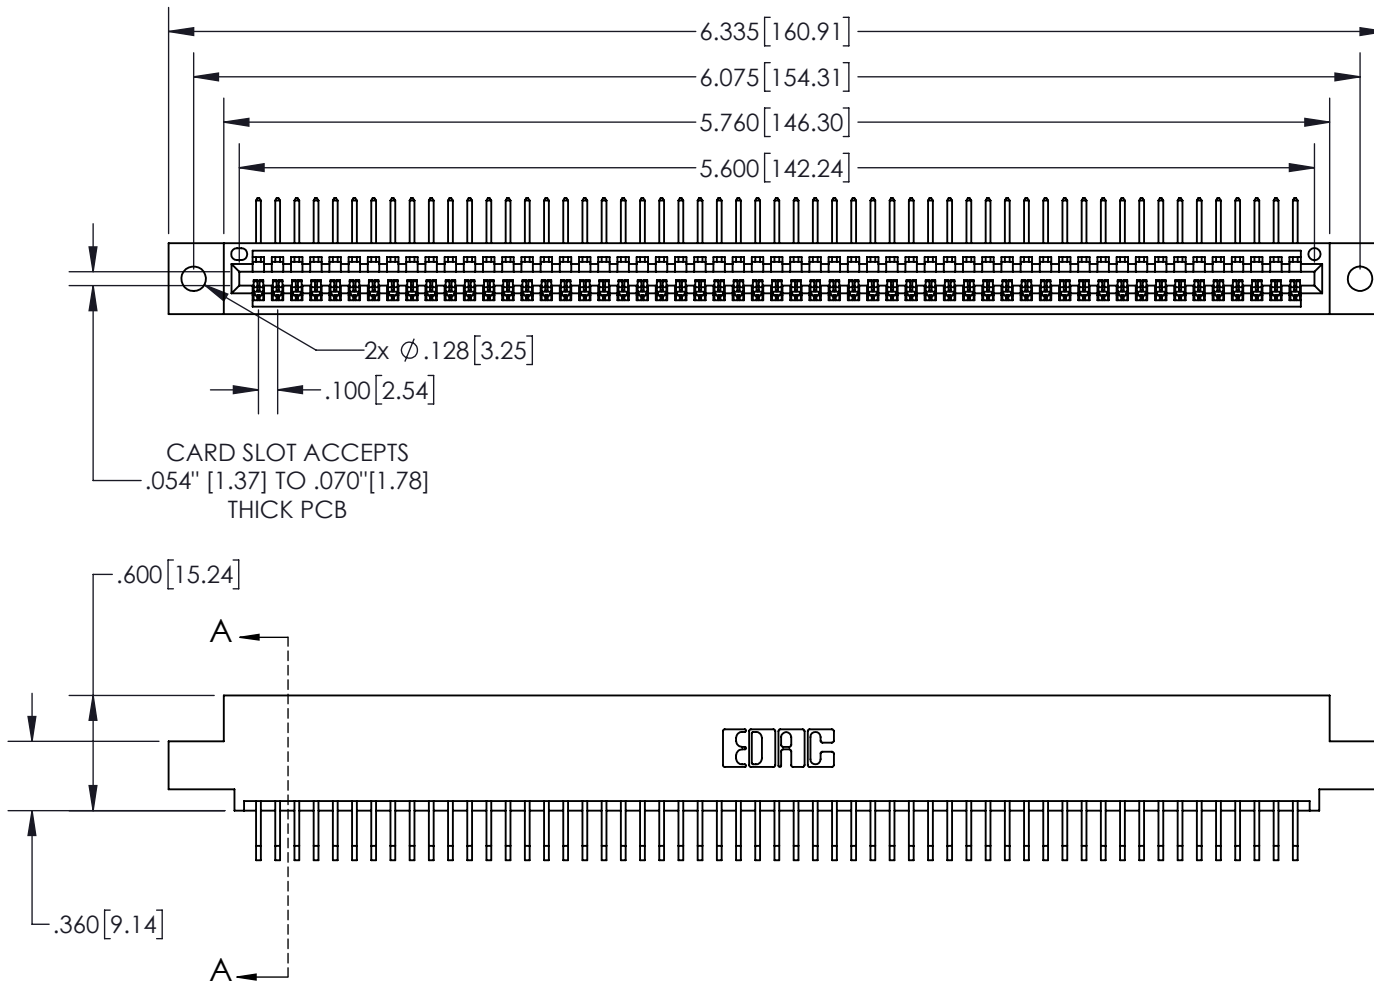 6.335[160.91]
6.075[154.31]
5.760[146.30]
5.600[142.24]
2x Ø.128[3.25]
.100[2.54]
CARD SLOT ACCEPTS
.054" [1.37] TO .070"[1.78]
THICK PCB
.600[15.24]
A
EDAC
.360[9.14]
A